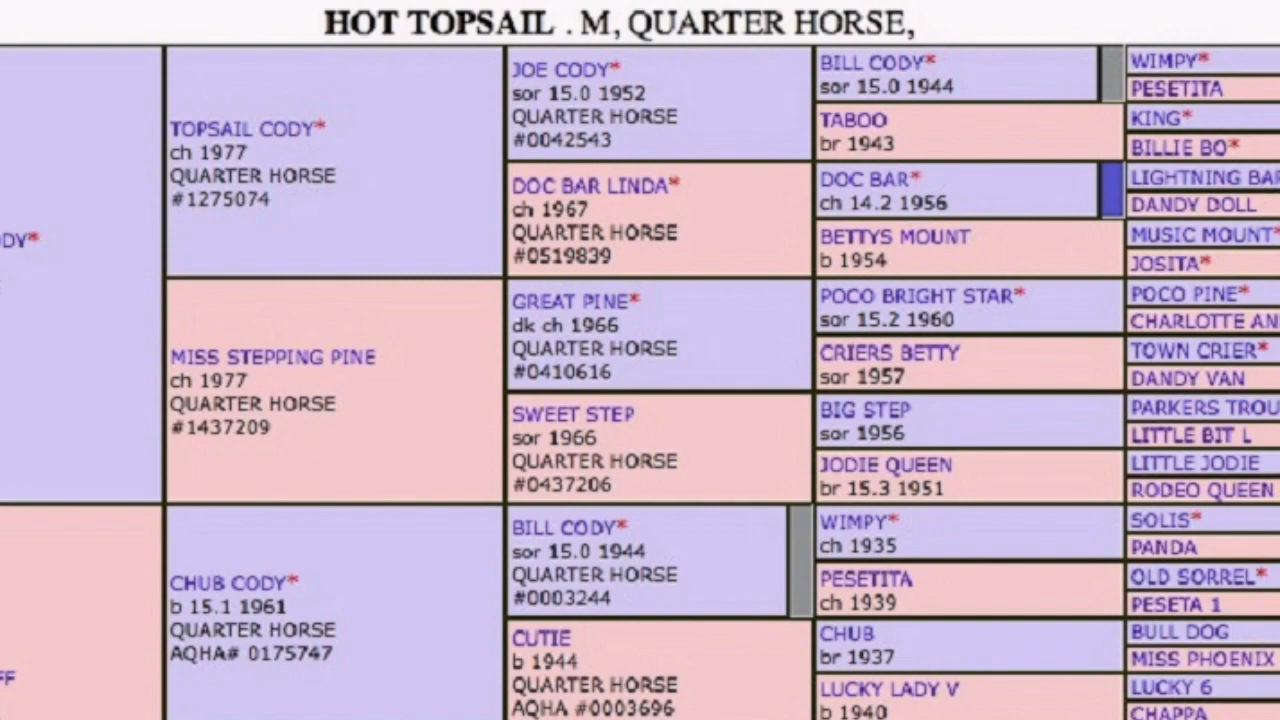 HOT TOPSAIL . M, QUARTER HORSE,
DY*
TOPSAIL CODY*
ch 1977
QUARTER HORSE
#1275074
MISS STEPPING PINE
ch 1977
QUARTER HORSE
#1437209
CHUB CODY*
b 15.1 1961
QUARTER HORSE
AQHA# 0175747
FF
JOE CODY*
sor 15.0 1952
QUARTER HORSE
#0042543
DOC BAR LINDA*
ch 1967
QUARTER HORSE
#0519839
GREAT PINE*
dk ch 1966
QUARTER HORSE
#0410616
SWEET STEP
sor 1966
QUARTER HORSE
#0437206
BILL CODY*
sor 15.0 1944
QUARTER HORSE
#0003244
CUTIE
b 1944
QUARTER HORSE
AQHA #0003696
BILL CODY*
sor 15.0 1944
TABOO
br 1943
DOC BAR*
ch 14.2 1956
BETTYS MOUNT
b 1954
POCO BRIGHT STAR*
sor 15.2 1960
CRIERS BETTY
sor 1957
BIG STEP
sor 1956
JODIE QUEEN
br 15.3 1951
WIMPY*
ch 1935
PESETITA
ch 1939
CHUB
br 1937
LUCKY LADY V
b 1940
WIMPY*
PESETITA
KING*
BILLIE BO*
LIGHTNING BAR
DANDY DOLL
MUSIC MOUNT*
JOSITA*
POCO PINE*
CHARLOTTE AN
TOWN CRIER*
DANDY VAN
PARKERS TROU
LITTLE BIT L
LITTLE JODIE
RODEO QUEEN
SOLIS*
PANDA
OLD SORREL*
PESETA 1
BULL DOG
MISS PHOENIX
LUCKY 6
CHAPPA